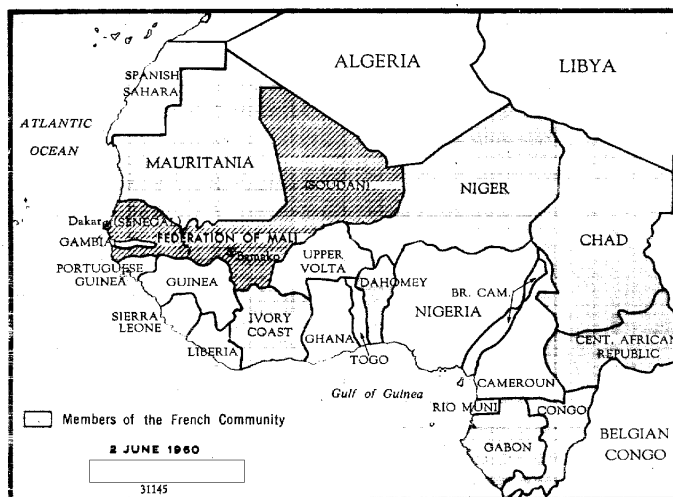 ALGERIA
LIBYA
SPANISH
SAHARA
ATLANTIC
OCEAN
MAURITANIA
(SOUDAN)
NIGER
CHAD
Dakar
(SENEGAL)
FEDERATION OF MALI
GAMBIA
Bamako
PORTUGUESE
GUINEA
GUINEA
UPPER
VOLTA
DAHOMEY
BR. CAM.
NIGERIA
SIERRA
LEONE
IVORY
COAST
LIBERIA
GHANA
TOGO
CENT. AFRICAN
REPUBLIC
CAMEROUN
Gulf of Guinea
RIO MUNI
CONGO
GABON
BELGIAN
CONGO
Members of the French Community
2 JUNE 1960
31145